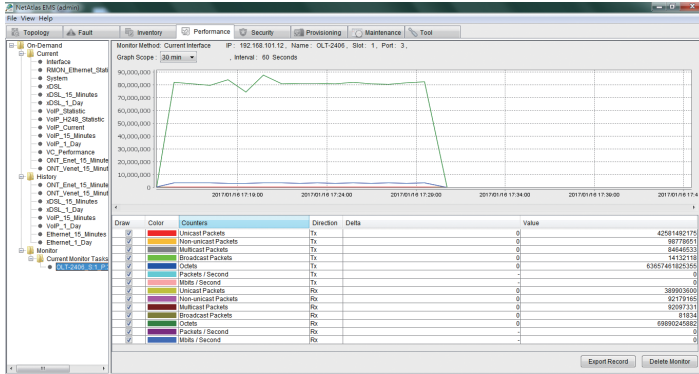 NetAtlas EMS (admin)
File View Help
Topology Fault Inventory Performance Security Provisioning Maintenance Tool
On-Demand
Current
Interface
RMON_Ethernet_Stati
System
xDSL
xDSL_15_Minutes
xDSL_1_Day
VoIP_Statistic
VoIP_H248_Statistic
VoIP_Current
VoIP_15_Minutes
VoIP_1_Day
VC_Performance
ONT_Enet_15_Minute
ONT_Venet_15_Minut
History
ONT_Enet_15_Minute
ONT_Venet_15_Minut
xDSL_15_Minutes
xDSL_1_Day
VoIP_15_Minutes
VoIP_1_Day
Ethernet_15_Minutes
Ethernet_1_Day
Monitor
Current Monitor Tasks
OLT-2406_S:1_P:
Monitor Method: Current Interface IP: 192.168.101.12, Name: OLT-2406, Slot: 1, Port: 3,
Graph Scope: 30 min , Interval: 60 Seconds
90,000,000
80,000,000
70,000,000
60,000,000
50,000,000
40,000,000
30,000,000
20,000,000
10,000,000
0
2017/01/16 17:19:00 2017/01/16 17:24:00 2017/01/16 17:29:00 2017/01/16 17:34:00 2017/01/16 17:39:00 2017/01/16 17:4
Draw Color Counters Direction Delta Value
Unicast Packets Tx 0 42581492175
Non-unicast Packets Tx 0 98778651
Multicast Packets Tx 0 84646533
Broadcast Packets Tx 0 14132118
Octets Tx 0 63657461825355
Packets / Second Tx - 0
Mbits / Second Tx - 0
Unicast Packets Rx 0 389903600
Non-unicast Packets Rx 0 92179165
Multicast Packets Rx 0 92097331
Broadcast Packets Rx 0 81834
Octets Rx 0 69890245882
Packets / Second Rx - 0
Mbits / Second Rx - 0
Export Record Delete Monitor